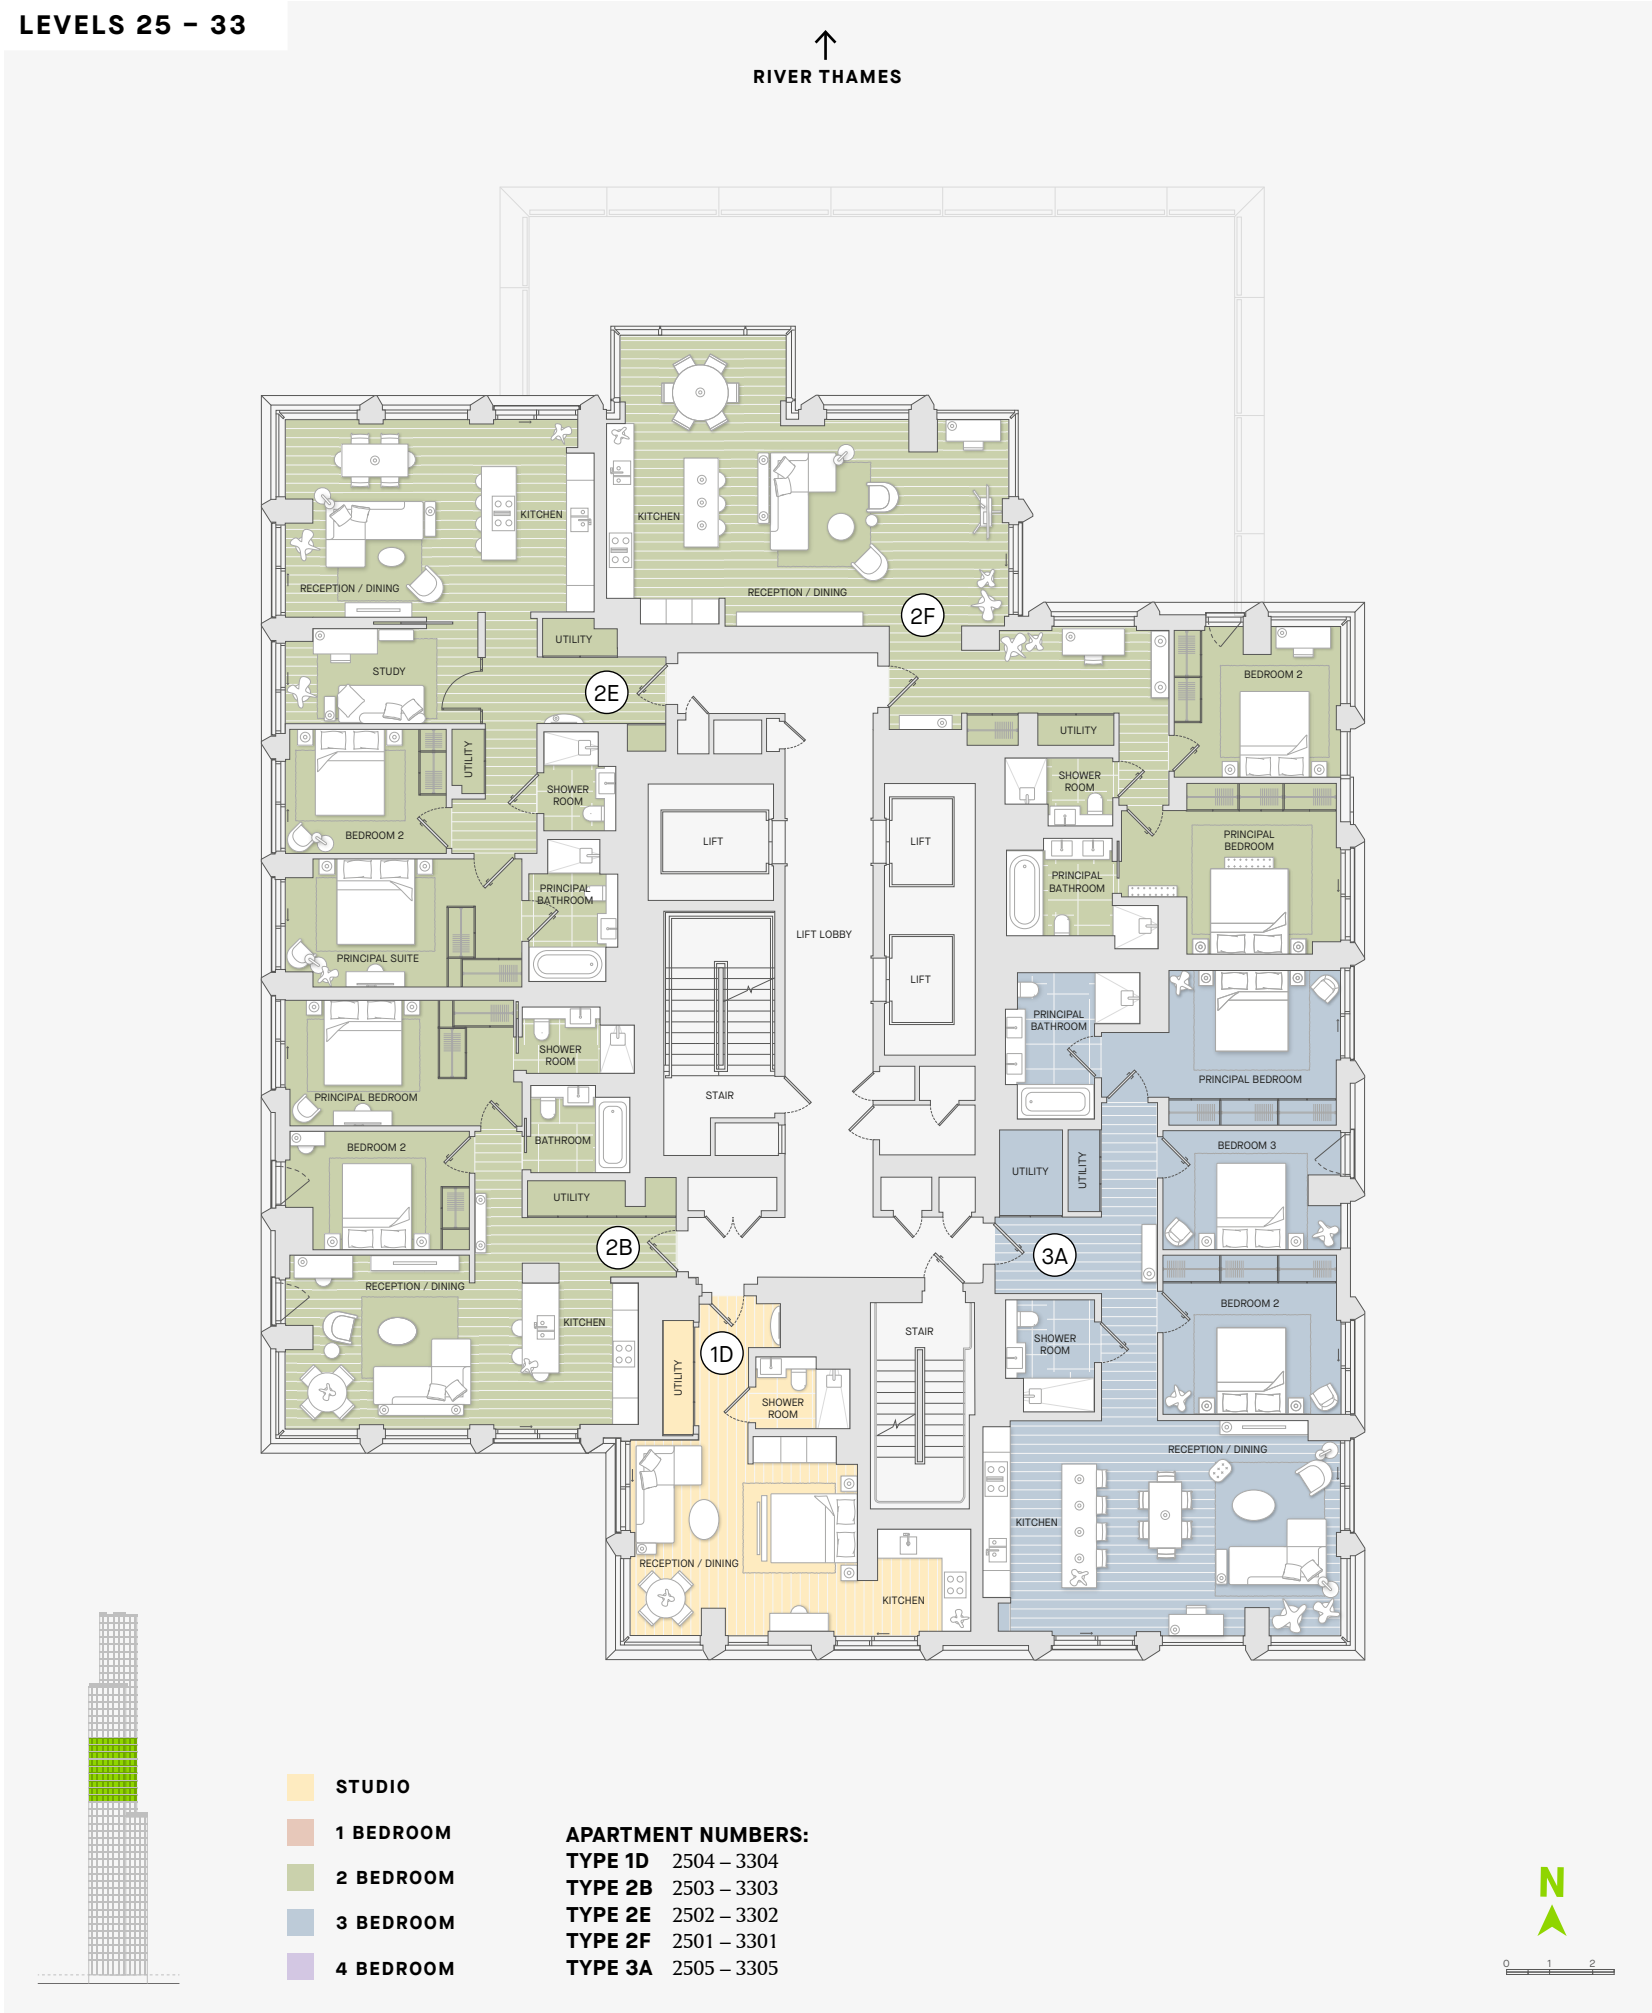 LEVELS 25 – 33
RIVER THAMES
KITCHEN
KITCHEN
RECEPTION / DINING
RECEPTION / DINING
2F
UTILITY
STUDY
2E
BEDROOM 2
UTILITY
UTILITY
SHOWER
ROOM
SHOWER
ROOM
BEDROOM 2
LIFT
LIFT
PRINCIPAL
BEDROOM
PRINCIPAL
BATHROOM
PRINCIPAL
BATHROOM
LIFT LOBBY
PRINCIPAL SUITE
LIFT
PRINCIPAL
BATHROOM
SHOWER
ROOM
PRINCIPAL BEDROOM
PRINCIPAL BEDROOM
STAIR
BATHROOM
BEDROOM 2
BEDROOM 3
UTILITY
UTILITY
UTILITY
2B
3A
RECEPTION / DINING
BEDROOM 2
KITCHEN
STAIR
SHOWER
ROOM
1D
UTILITY
SHOWER
ROOM
RECEPTION / DINING
KITCHEN
RECEPTION / DINING
KITCHEN
STUDIO
1 BEDROOM
2 BEDROOM
3 BEDROOM
4 BEDROOM
APARTMENT NUMBERS:
TYPE 1D 2504 – 3304
TYPE 2B 2503 – 3303
TYPE 2E 2502 – 3302
TYPE 2F 2501 – 3301
TYPE 3A 2505 – 3305
N
0 1 2